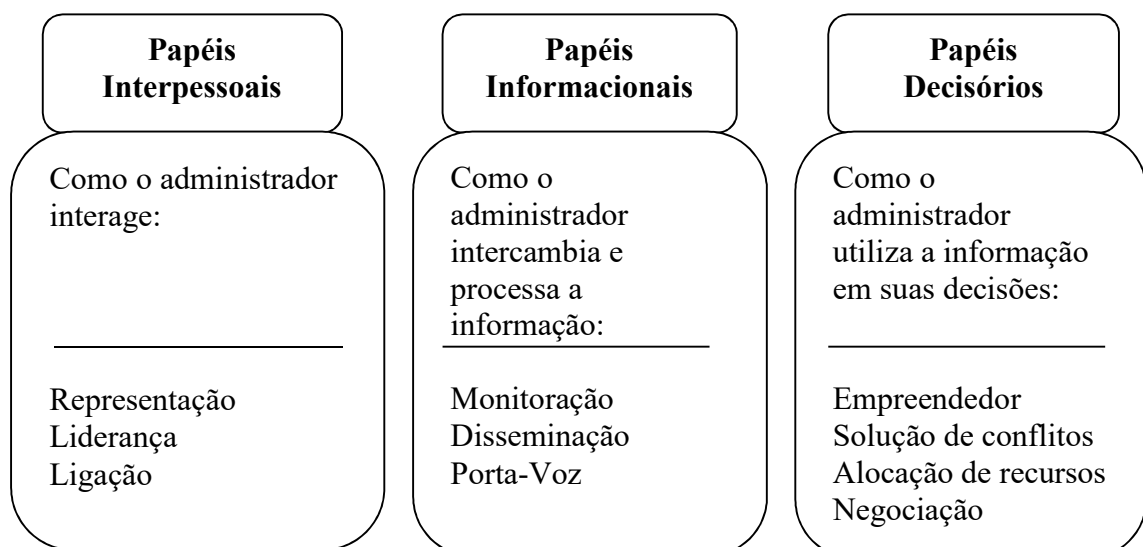 Papéis
Interpessoais
Como o administrador
interage:
Representação
Liderança
Ligação
Papéis
Informacionais
Como o
administrador
intercambia e
processa a
informação:
Monitoração
Disseminação
Porta-Voz
Papéis
Decisórios
Como o
administrador
utiliza a informação
em suas decisões:
Empreendedor
Solução de conflitos
Alocação de recursos
Negociação